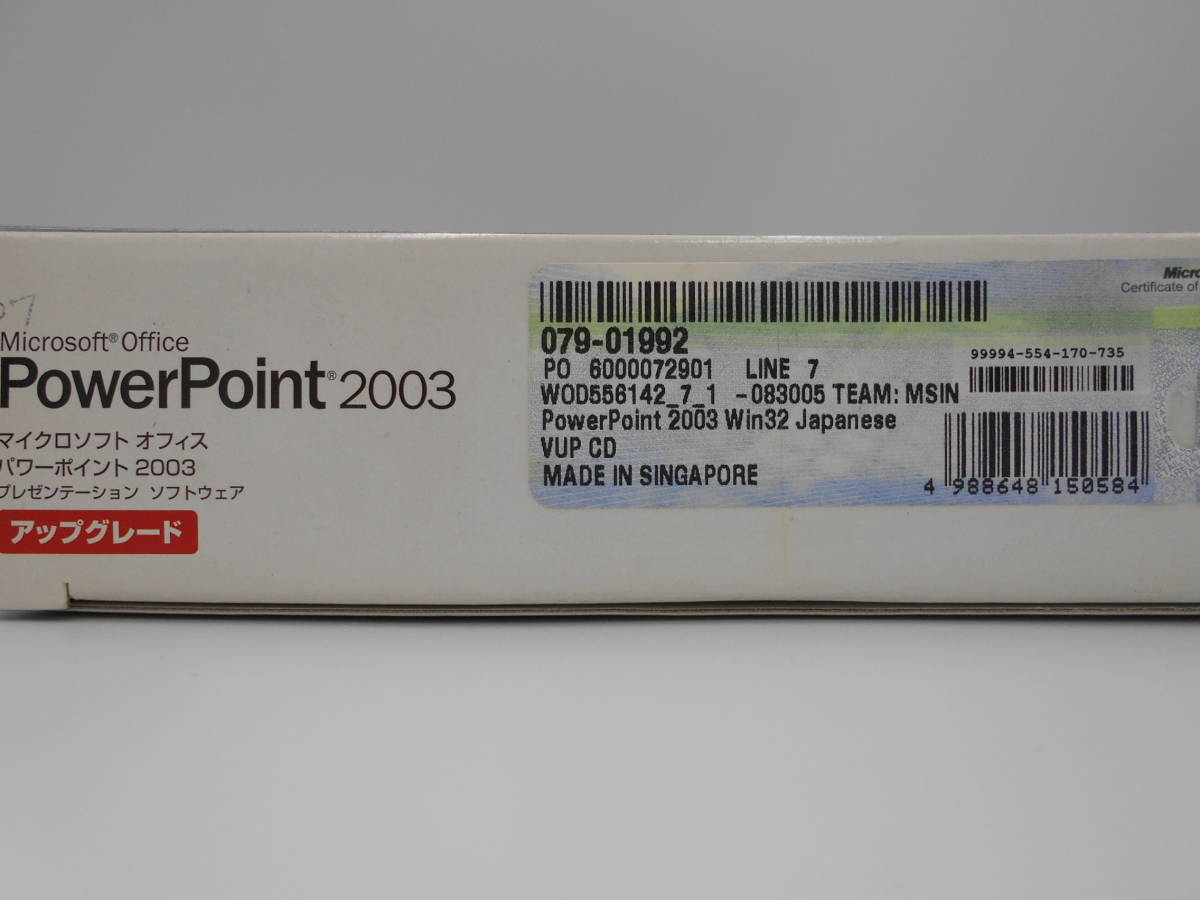 07
Microsoft® Office
PowerPoint® 2003
マイクロソフト オフィス
パワーポイント 2003
プレゼンテーション ソフトウェア
アップグレード
079-01992
PO 6000072901 LINE 7
WOD556142_7_1 -083005 TEAM: MSIN
PowerPoint 2003 Win32 Japanese
VUP CD
MADE IN SINGAPORE
Certificate of
99994-554-170-735
4 988648 150584